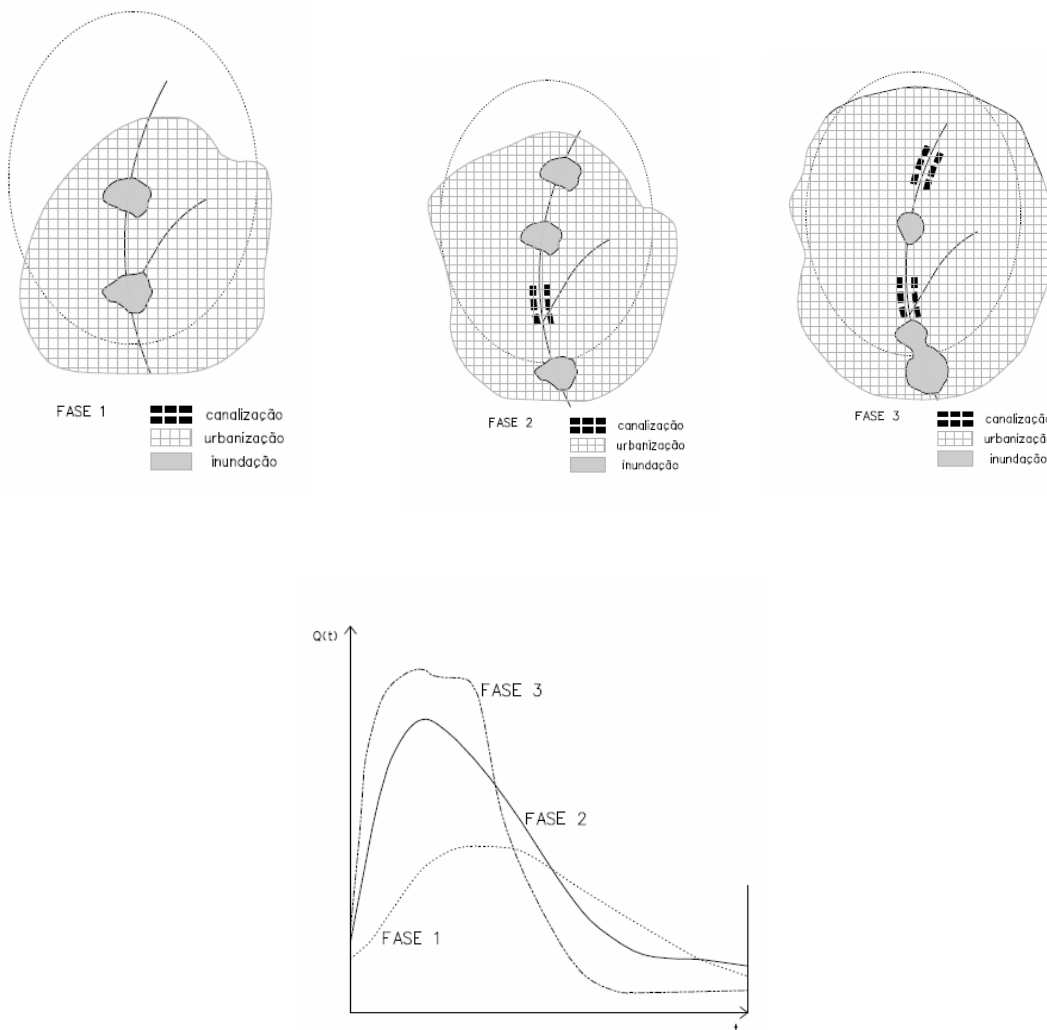 FASE 1
canalização
urbanização
inundação
FASE 2
canalização
urbanização
inundação
FASE 3
canalização
urbanização
inundação
Q(t)
FASE 3
FASE 2
FASE 1
t